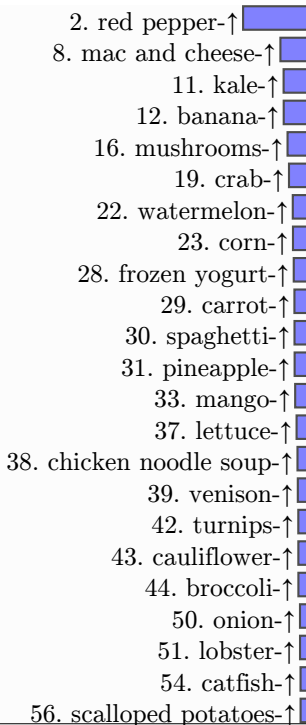 2. red pepper-↑
8. mac and cheese-↑
11. kale-↑
12. banana-↑
16. mushrooms-↑
19. crab-↑
22. watermelon-↑
23. corn-↑
28. frozen yogurt-↑
29. carrot-↑
30. spaghetti-↑
31. pineapple-↑
33. mango-↑
37. lettuce-↑
38. chicken noodle soup-↑
39. venison-↑
42. turnips-↑
43. cauliflower-↑
44. broccoli-↑
50. onion-↑
51. lobster-↑
54. catfish-↑
56. scalloped potatoes-↑